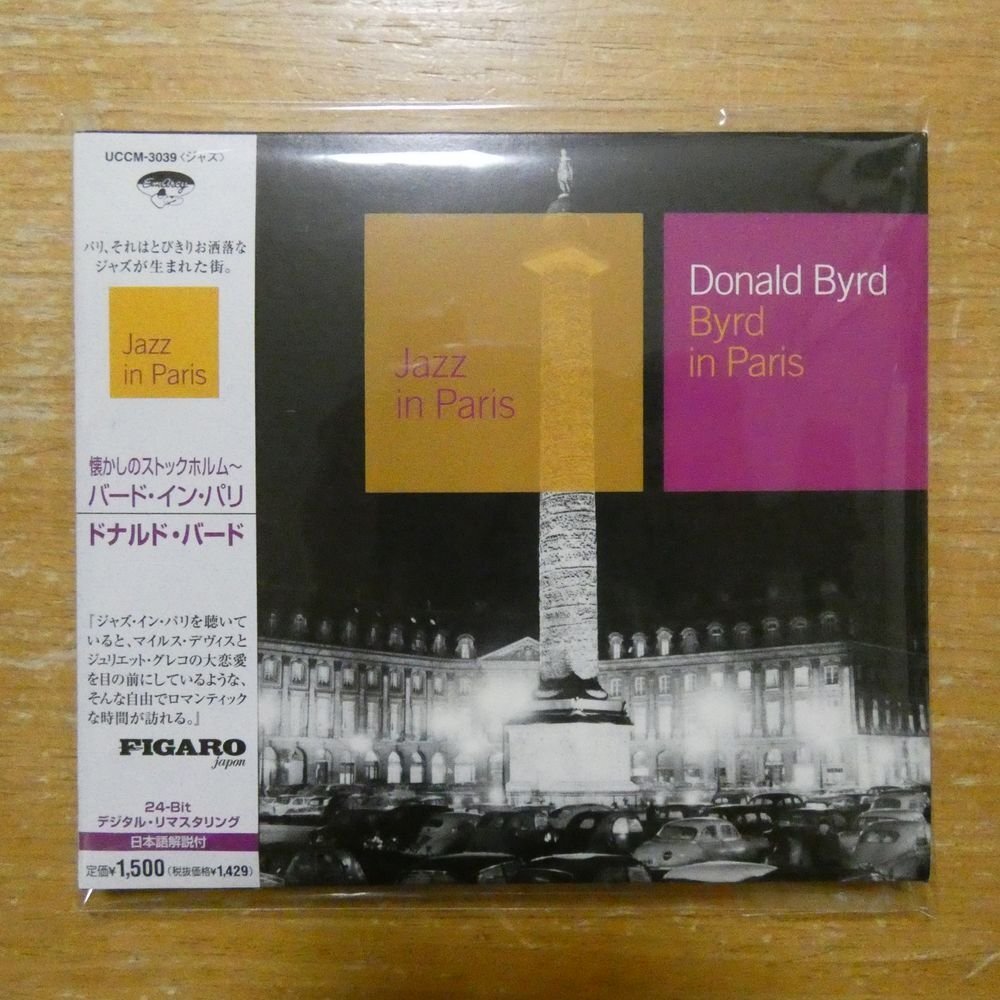 UCCM-3039〈ジャズ〉
EmArcy
パリ、それはとびきりお洒落な
ジャズが生まれた街。
Jazz
in Paris
懐かしのストックホルム〜
バード・イン・パリ
ドナルド・バード
『ジャズ・イン・パリを聴いて
いると、マイルス・デヴィスと
ジュリエット・グレコの大恋愛
を目の前にしているような、
そんな自由でロマンティック
な時間が訪れる。』
FIGARO
japon
24-Bit
デジタル・リマスタリング
日本語解説付
定価¥1,500(税抜価格¥1,429)
Jazz
in Paris
Donald Byrd
Byrd
in Paris